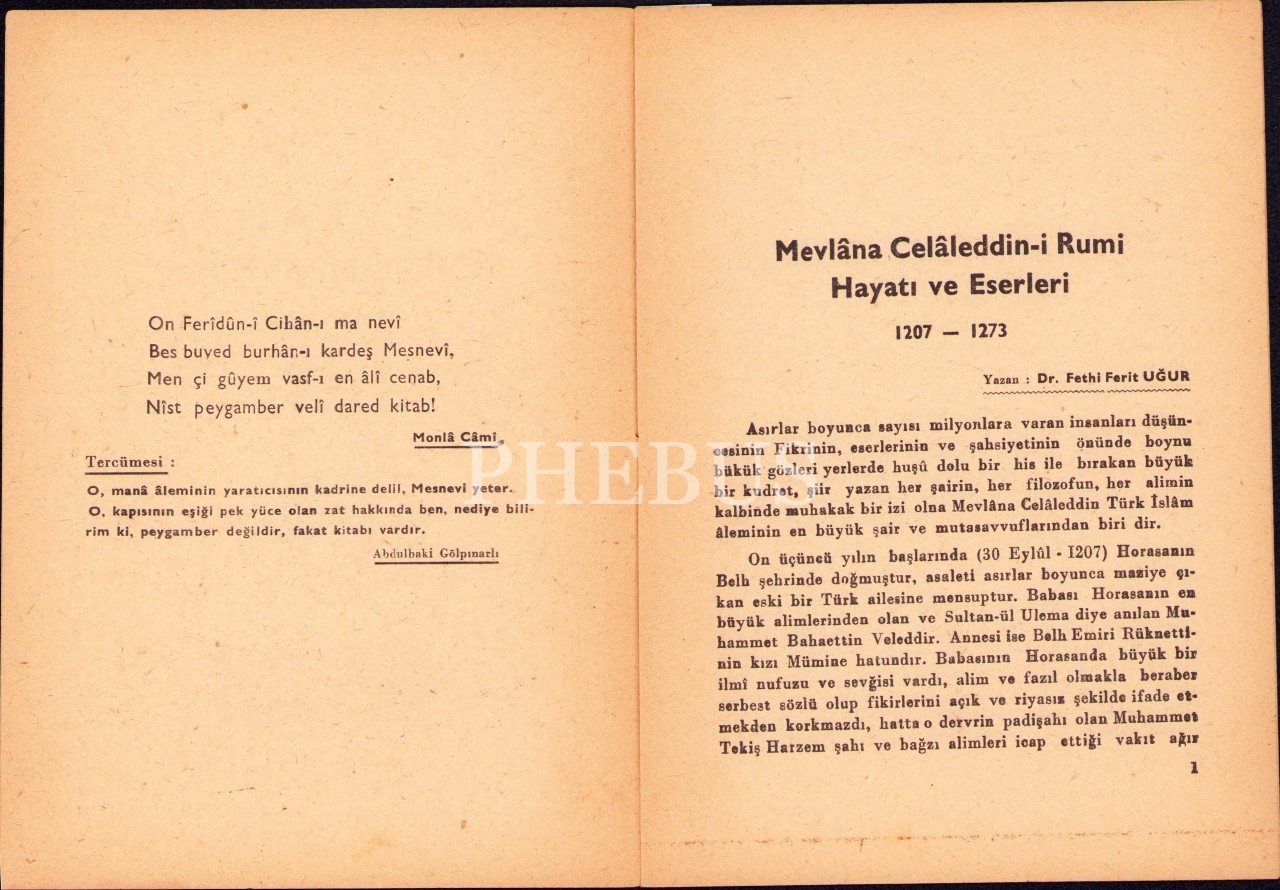 On Ferîdûn-î Cihân-ı ma nevî
Bes buved burhân-ı kardeş Mesnevî,
Men çi gûyem vasf-ı en âlî cenab,
Nîst peygamber velî dared kitab!
Monlâ Câmî
Tercümesi :
O, manâ âleminin yaratıcısının kadrine delil, Mesnevi yeter.
O, kapısının eşiği pek yüce olan zat hakkında ben, nediye bili-
rim ki, peygamber değildir, fakat kitabı vardır.
Abdulbaki Gölpınarlı
PHEBUS
Mevlâna Celâleddin-i Rumi
Hayatı ve Eserleri
1207 — 1273
Yazan : Dr. Fethi Ferit UĞUR
Asırlar boyunca sayısı milyonlara varan insanları düşün-
cesinin Fikrinin, eserlerinin ve şahsiyetinin önünde boynu
bükük gözleri yerlerde huşû dolu bir his ile bırakan büyük
bir kudret, şiir yazan her şairin, her filozofun, her alimin
kalbinde muhakak bir izi olna Mevlâna Celâleddin Türk İslâm
âleminin en büyük şair ve mutasavvuflarından biri dir.
On üçüncü yılın başlarında (30 Eylûl - 1207) Horasanın
Belh şehrinde doğmuştur, asaleti asırlar boyunca maziye çı-
kan eski bir Türk ailesine mensuptur. Babası Horasanın en
büyük alimlerinden olan ve Sultan-ül Ulema diye anılan Mu-
hammet Bahaettin Veleddir. Annesi ise Belh Emiri Rüknetti-
nin kızı Mümine hatundır. Babasının Horasanda büyük bir
ilmî nufuzu ve sevğisi vardı, alim ve fazıl olmakla beraber
serbest sözlü olup fikirlerini açık ve riyasız şekilde ifade et-
mekden korkmazdı, hatta o dervrin padişahı olan Muhammet
Tekiş Harzem şahı ve bağzı alimleri icap ettiği vakıt ağır
1